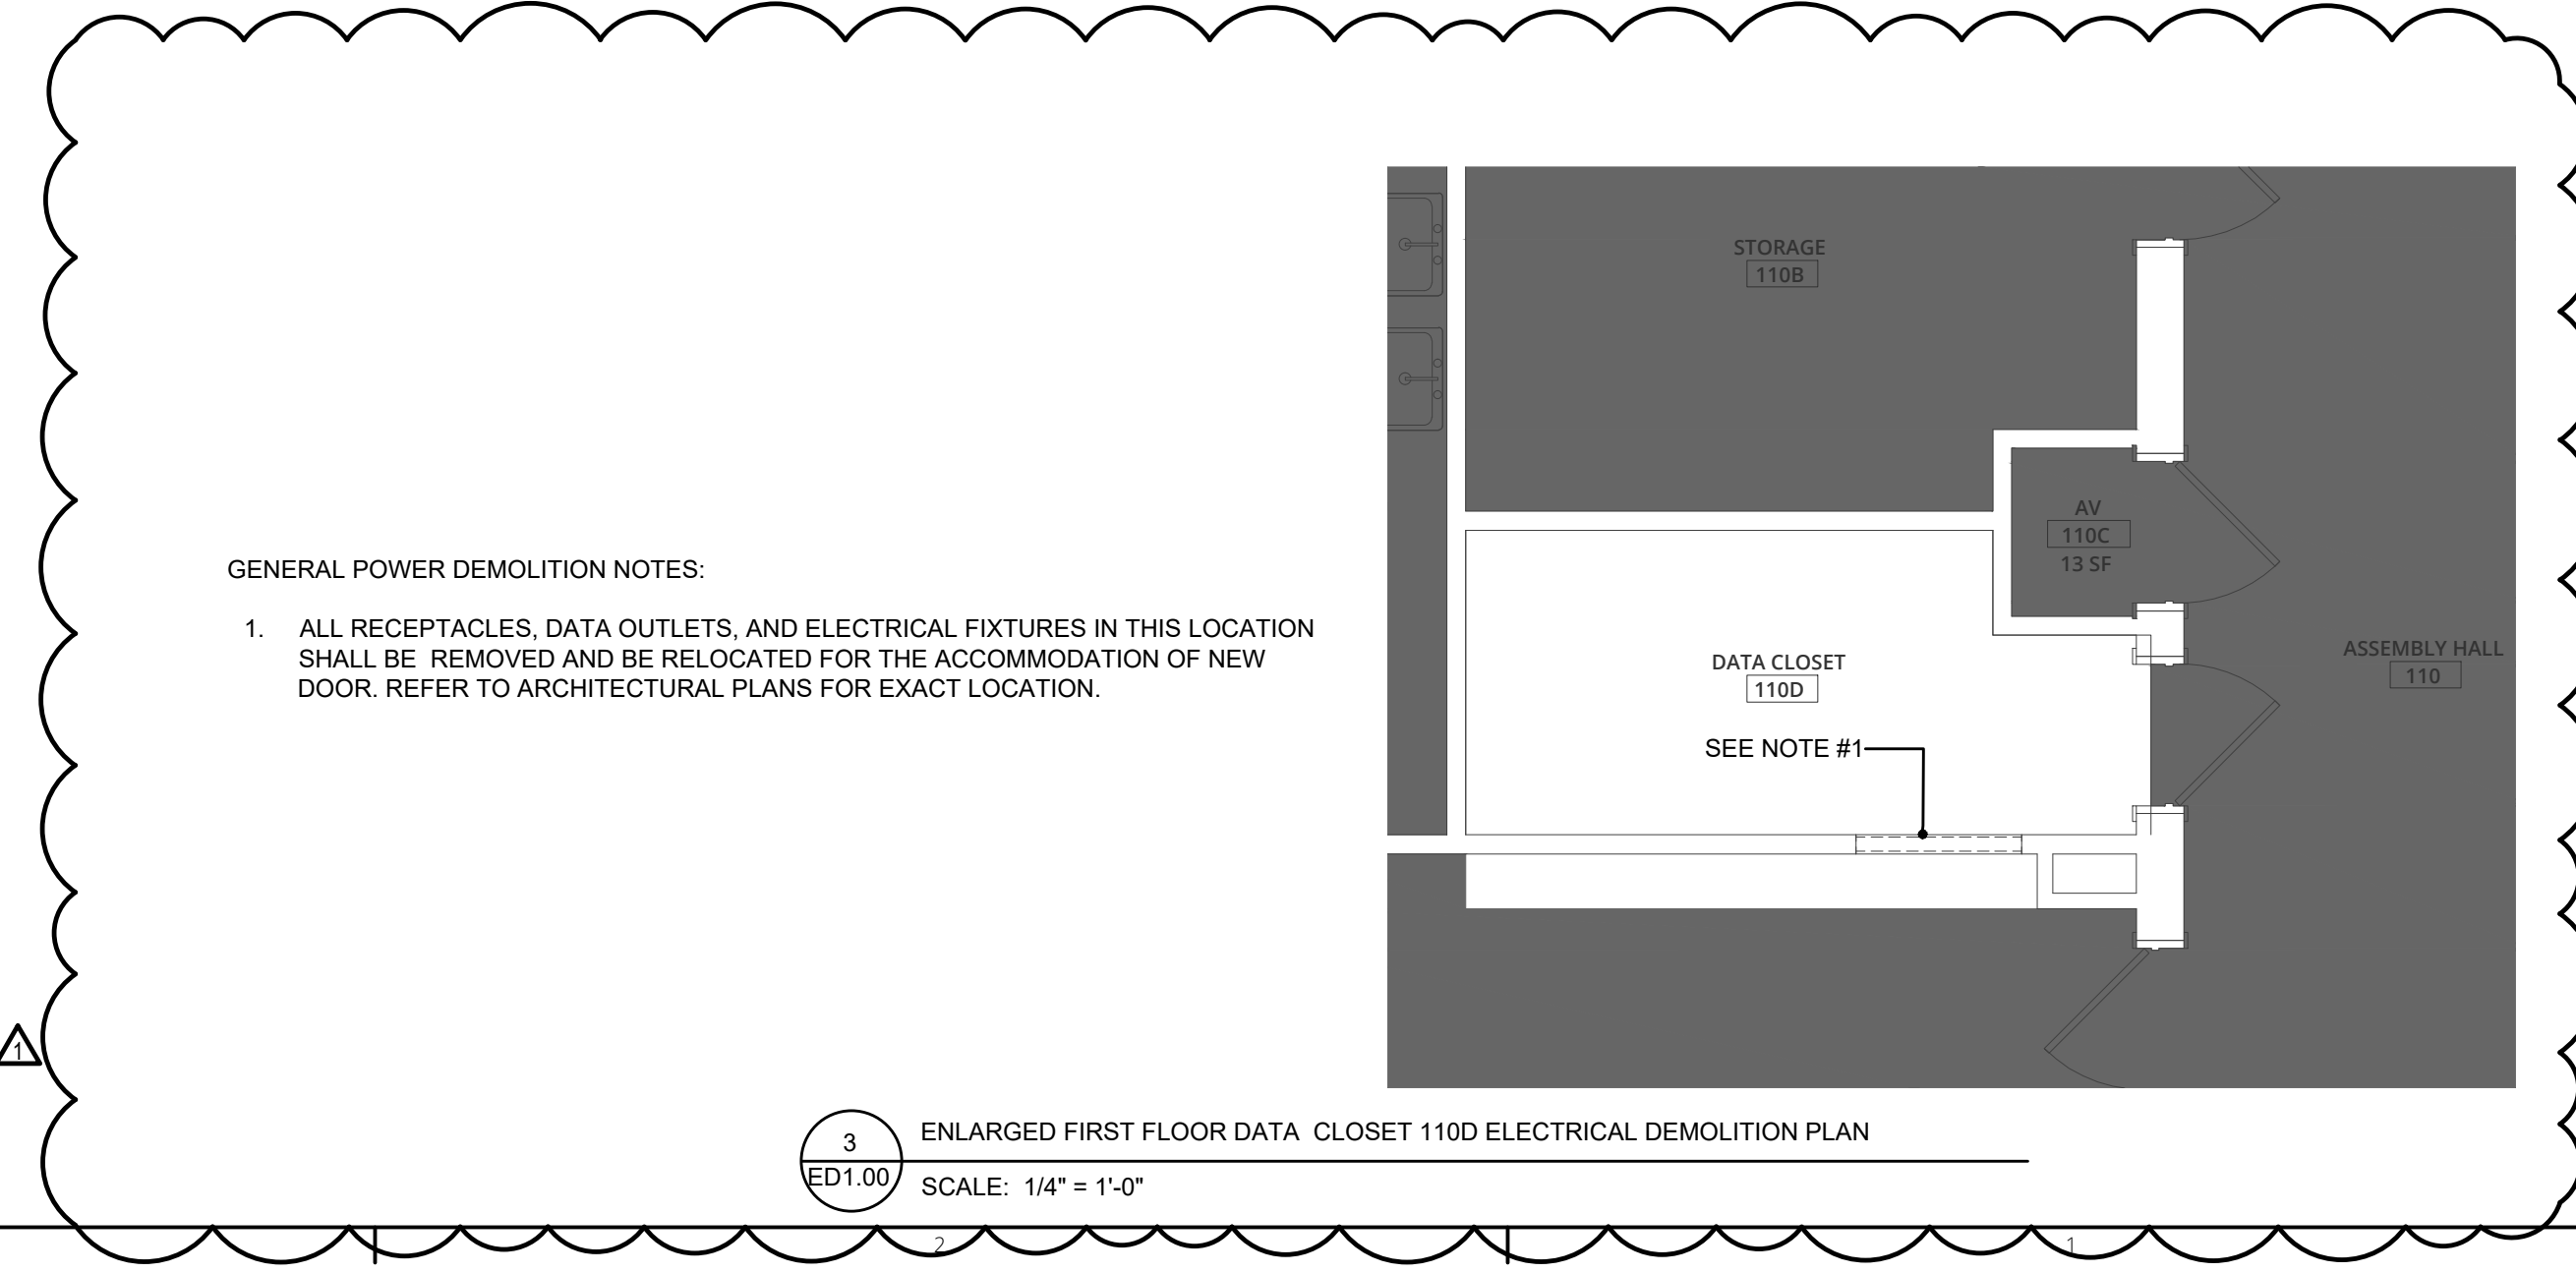 STORAGE
110B
AV
110C
13 SF
GENERAL POWER DEMOLITION NOTES:
1. ALL RECEPTACLES, DATA OUTLETS, AND ELECTRICAL FIXTURES IN THIS LOCATION
SHALL BE REMOVED AND BE RELOCATED FOR THE ACCOMMODATION OF NEW
DOOR. REFER TO ARCHITECTURAL PLANS FOR EXACT LOCATION.
DATA CLOSET
110D
ASSEMBLY HALL
110
SEE NOTE #1
1
3
ED1.00
ENLARGED FIRST FLOOR DATA CLOSET 110D ELECTRICAL DEMOLITION PLAN
SCALE: 1/4" = 1'-0"
2
1